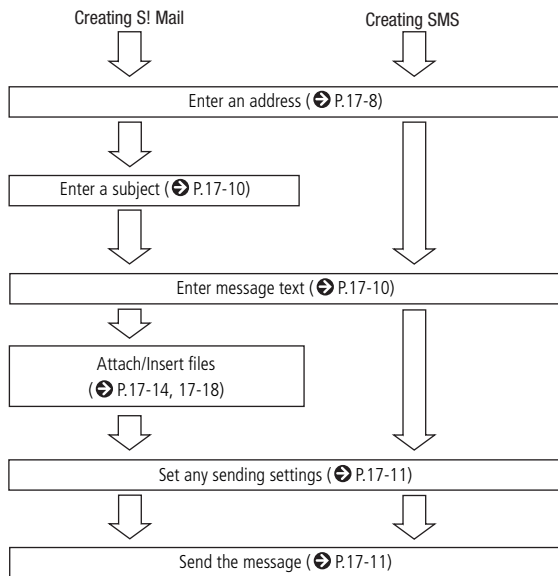 Creating S! Mail
Creating SMS
Enter an address (➲ P.17-8)
Enter a subject (➲ P.17-10)
Enter message text (➲ P.17-10)
Attach/Insert files
(➲ P.17-14, 17-18)
Set any sending settings (➲ P.17-11)
Send the message (➲ P.17-11)